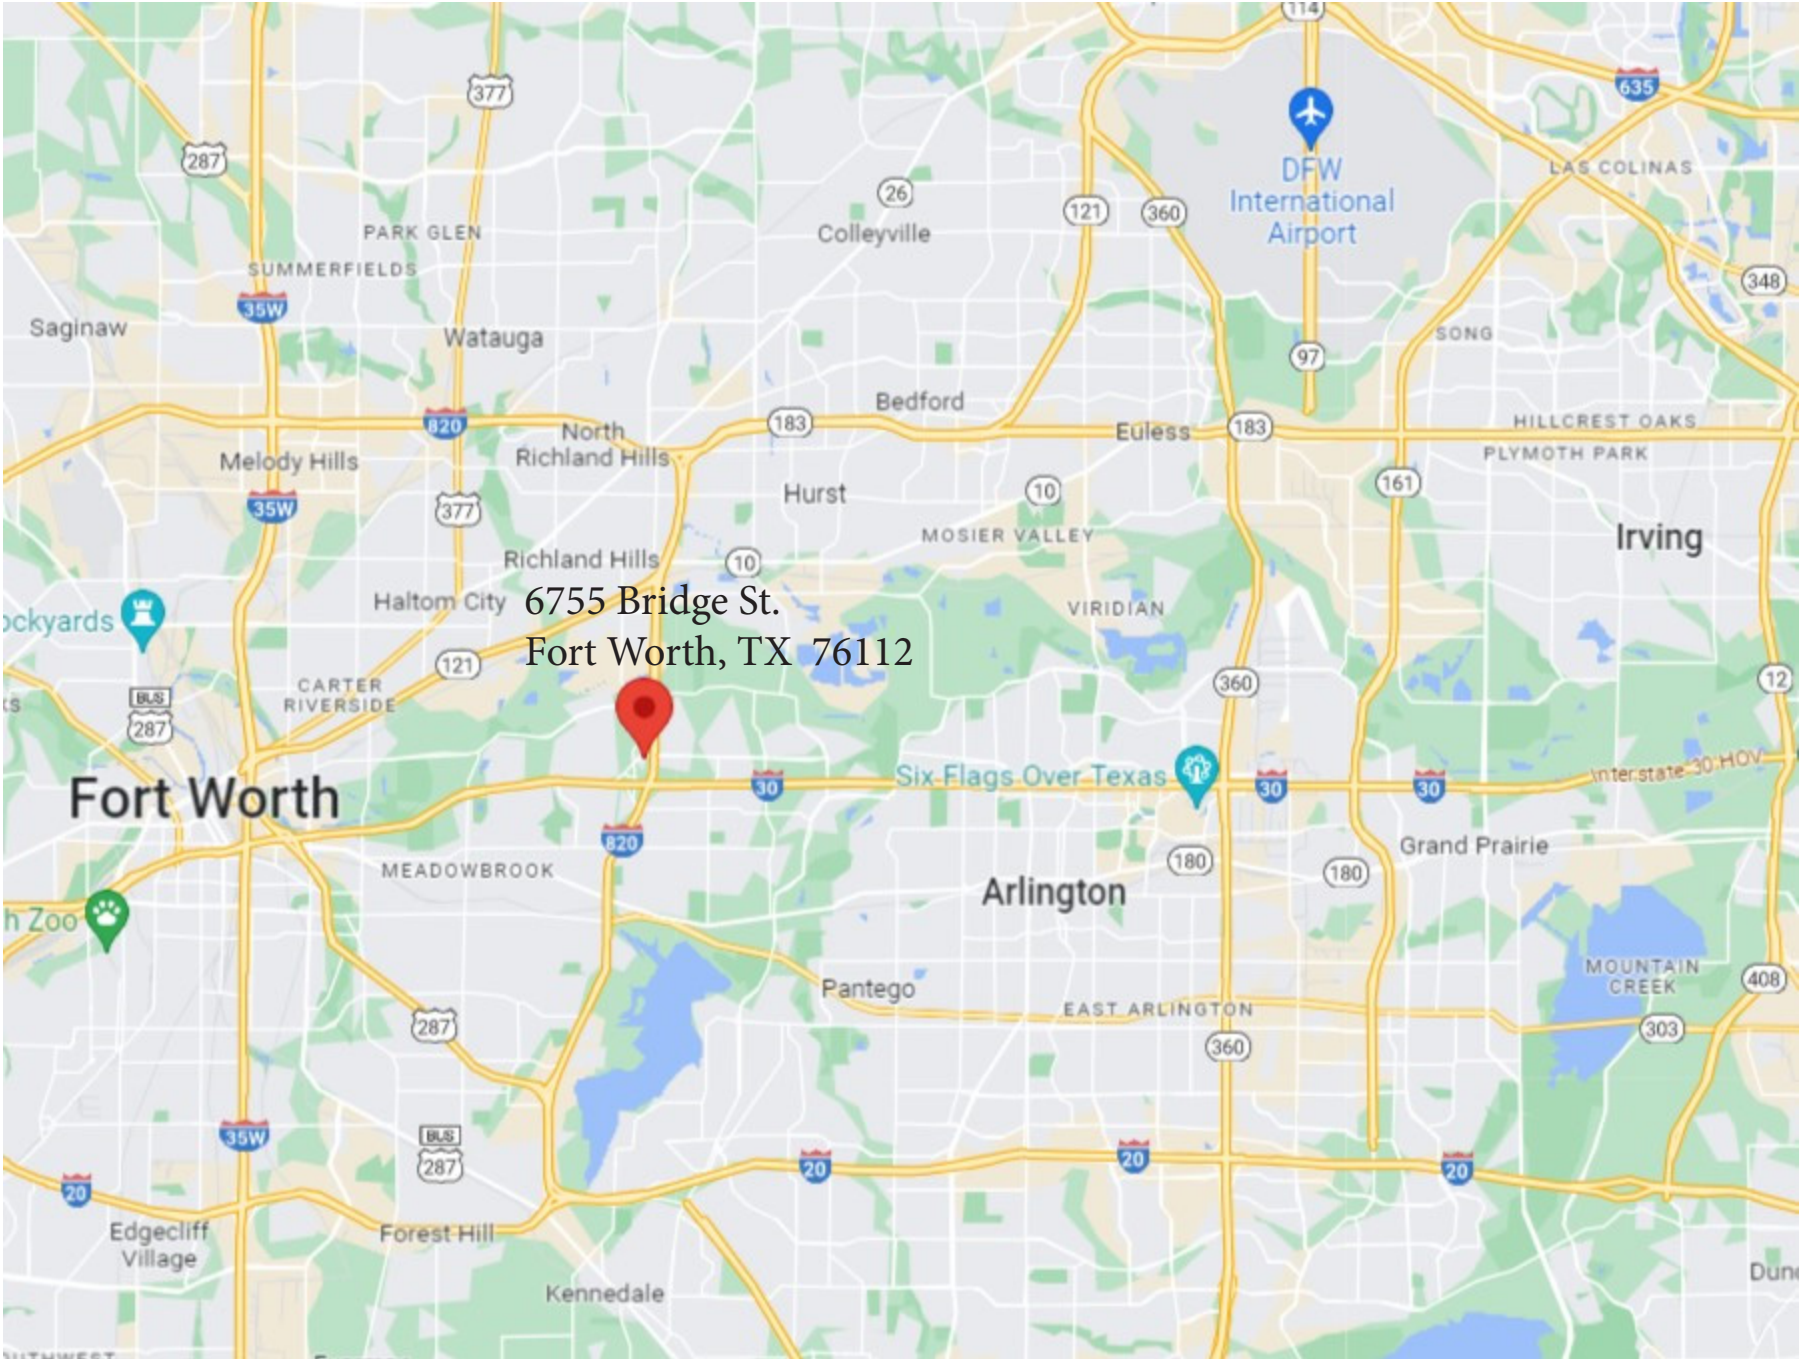 114
635
377
287
LAS COLINAS
DFW
International
Airport
26
121
360
PARK GLEN
Colleyville
SUMMERFIELDS
348
35W
Saginaw
Watauga
SONG
97
Bedford
820
183
North
Richland Hills
Euless
183
HILLCREST OAKS
PLYMOTH PARK
Melody Hills
161
Hurst
10
35W
377
MOSIER VALLEY
Irving
Richland Hills
10
Haltom City
6755 Bridge St.
Fort Worth, TX 76112
VIRIDIAN
ockyards
121
360
12
CARTER
RIVERSIDE
BUS
287
ks
Fort Worth
30
Six Flags Over Texas
30
30
Interstate 30 HOV
820
MEADOWBROOK
180
180
Grand Prairie
Arlington
h Zoo
Pantego
MOUNTAIN
CREEK
408
EAST ARLINGTON
287
303
360
35W
BUS
287
20
20
20
20
Edgecliff
Village
Forest Hill
Kennedale
Dunc